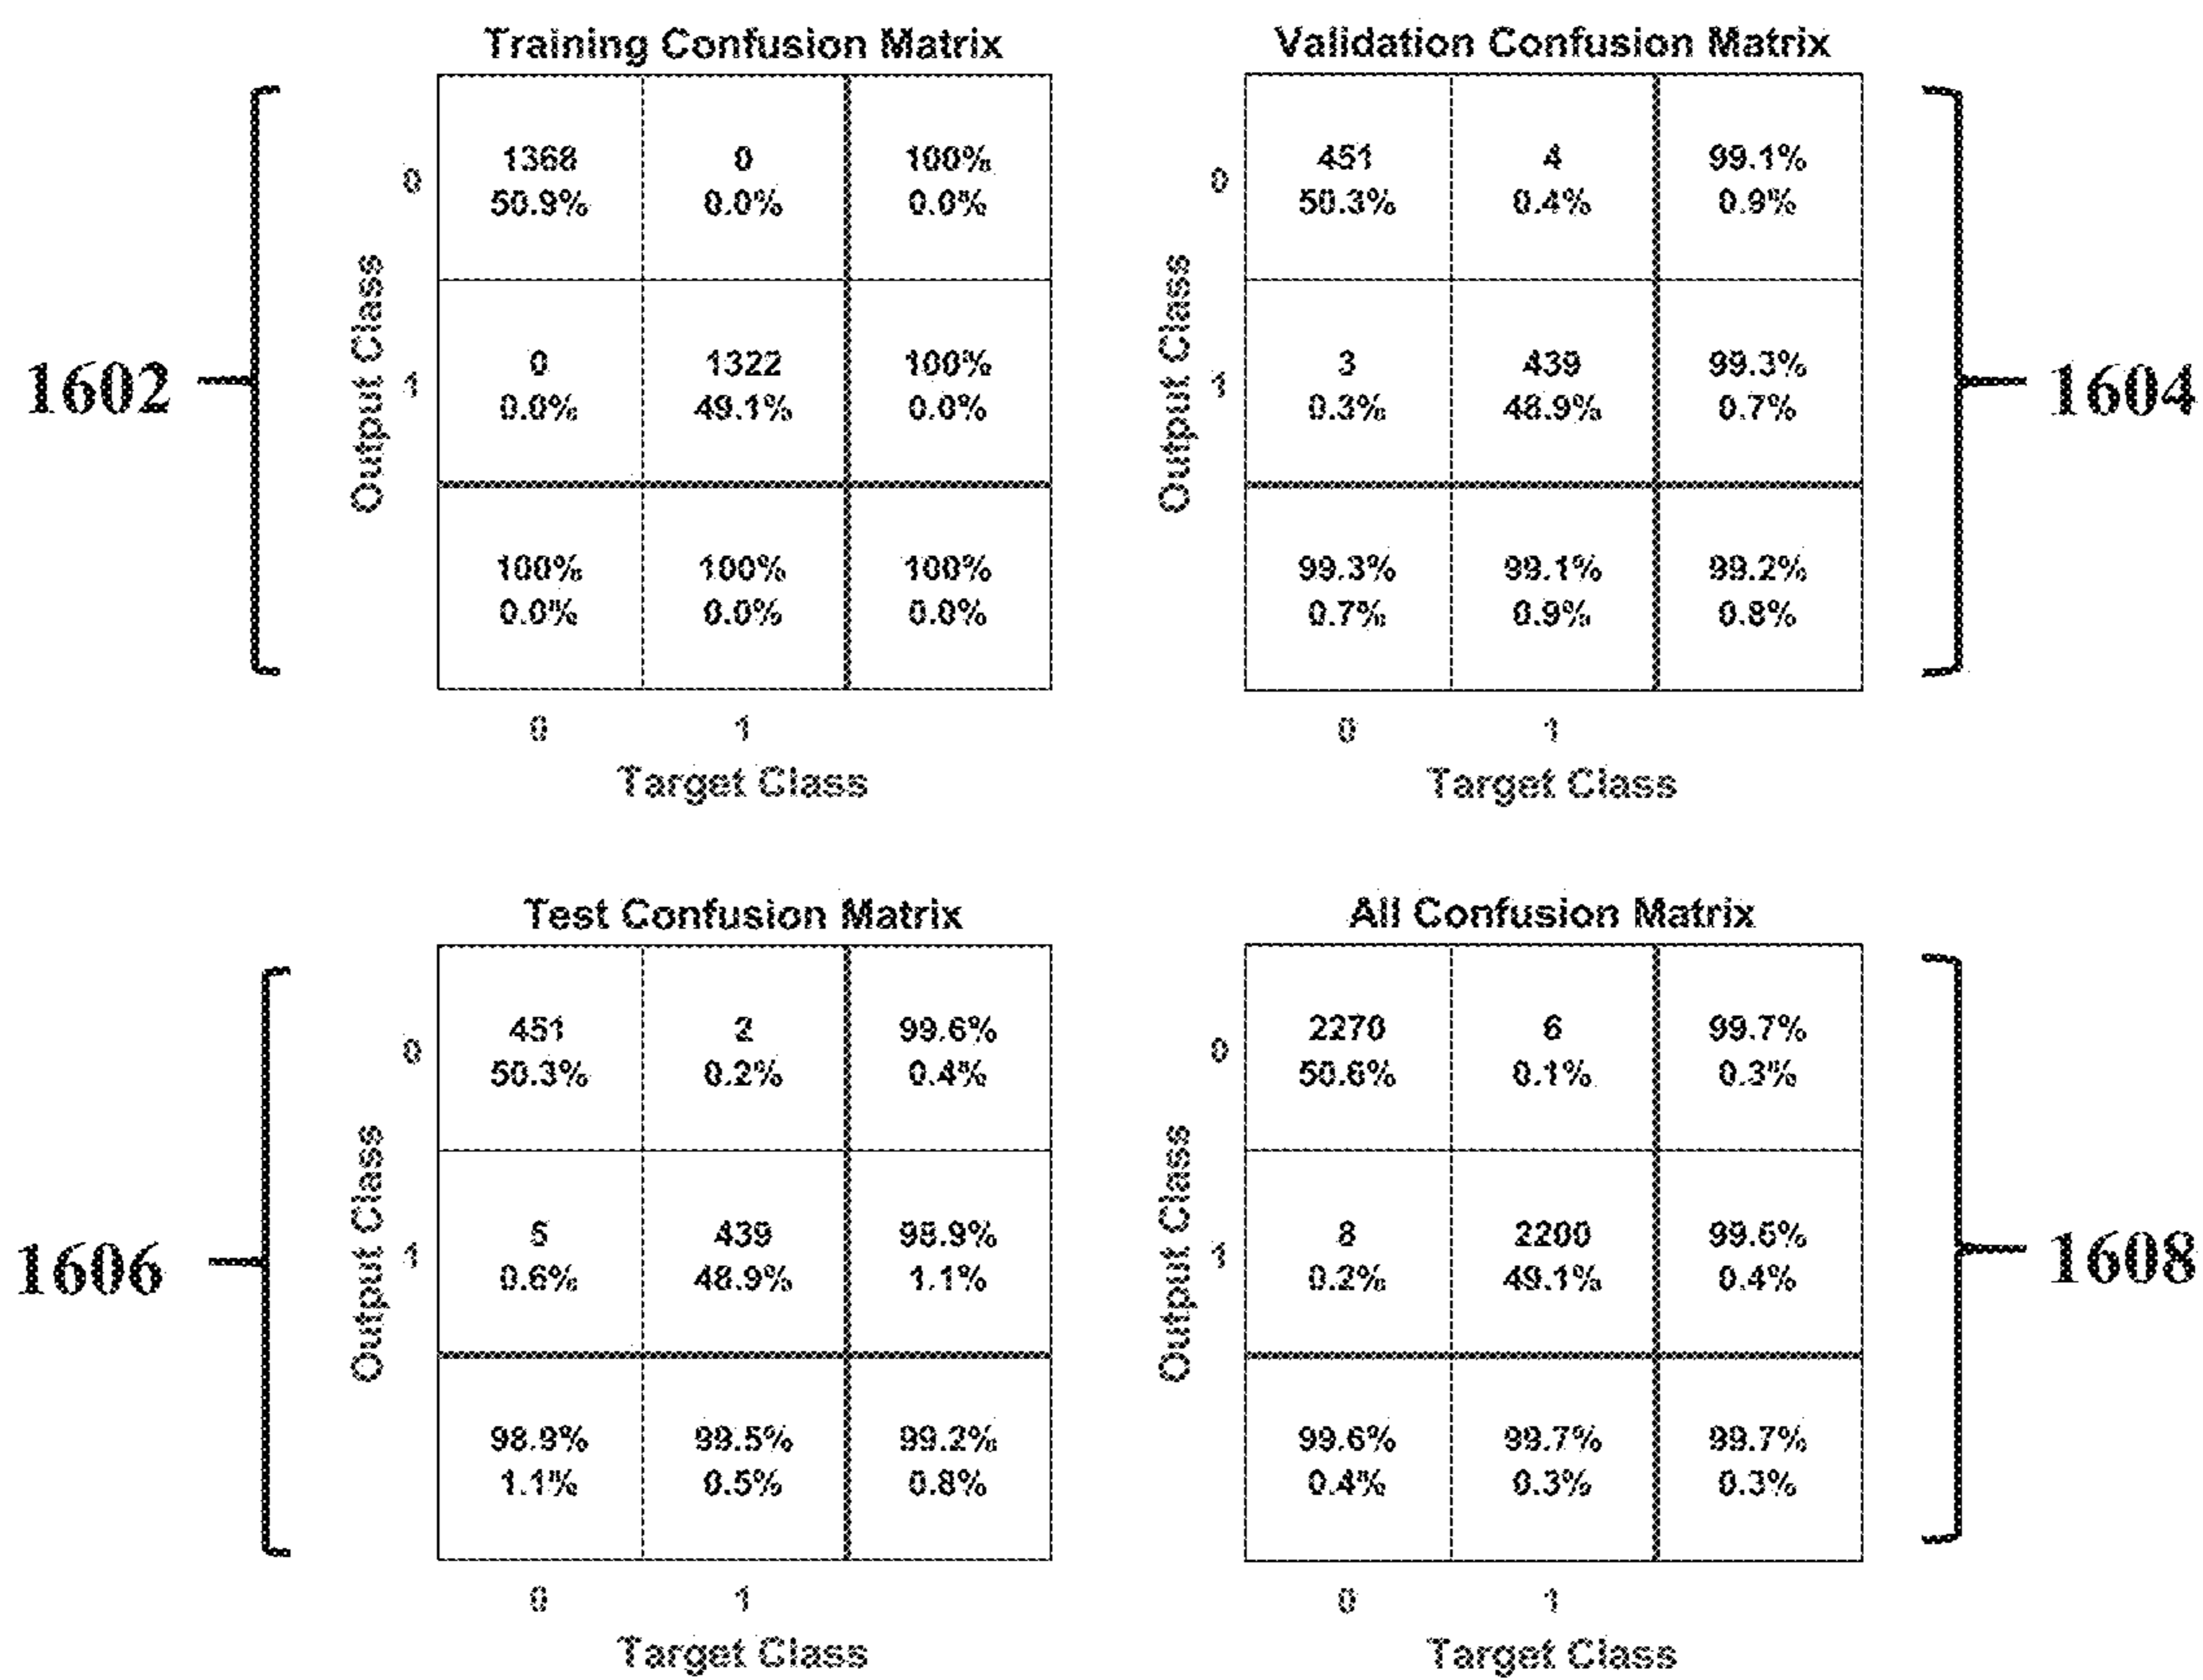 Training Confusion Matrix
1368 0 100%
50.9% 0.0% 0.0%
0
0 1322 100%
0.0% 49.1% 0.0%
1
100% 100% 100%
0.0% 0.0% 0.0%
0 1
Output Class
Target Class
1602
Validation Confusion Matrix
451 4 99.1%
50.3% 0.4% 0.9%
0
3 439 99.3%
0.3% 48.9% 0.7%
1
99.3% 99.1% 99.2%
0.7% 0.9% 0.8%
0 1
Output Class
Target Class
1604
Test Confusion Matrix
451 2 99.6%
50.3% 0.2% 0.4%
0
5 439 98.9%
0.6% 48.9% 1.1%
1
98.9% 99.5% 99.2%
1.1% 0.5% 0.8%
0 1
Output Class
Target Class
1606
All Confusion Matrix
2270 6 99.7%
50.6% 0.1% 0.3%
0
8 2200 99.6%
0.2% 49.1% 0.4%
1
99.6% 99.7% 99.7%
0.4% 0.3% 0.3%
0 1
Output Class
Target Class
1608